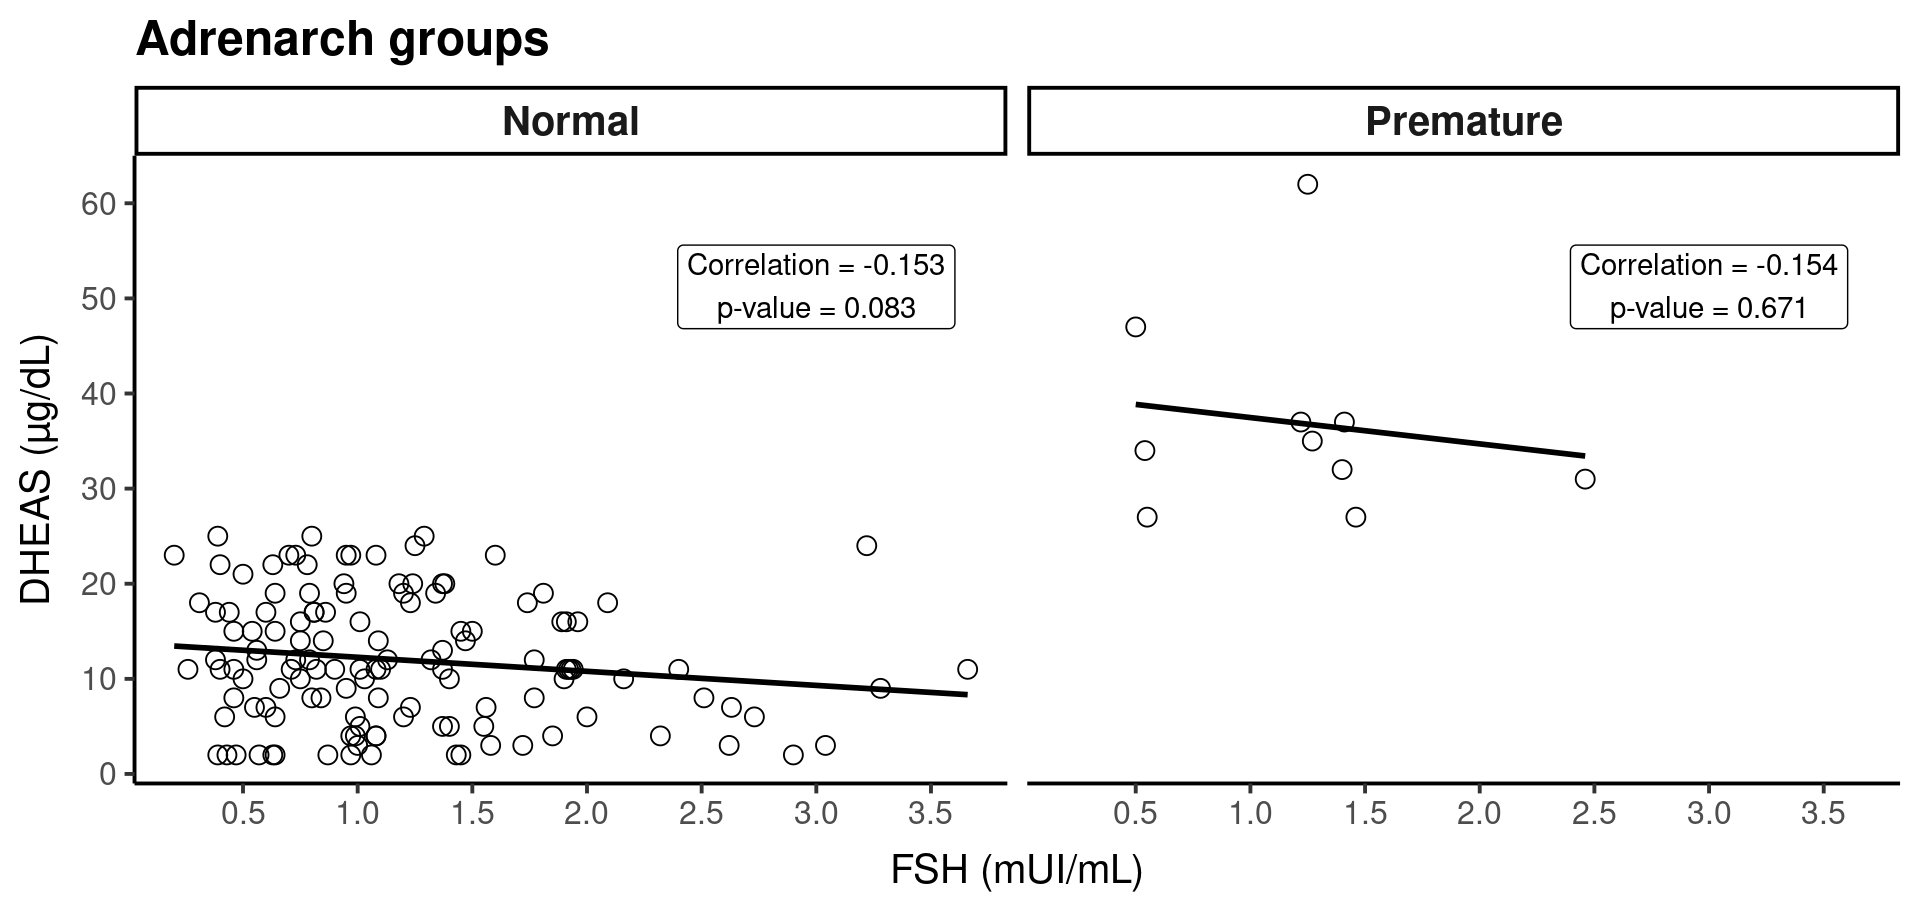 Adrenarch groups
Normal
Premature
DHEAS (µg/dL)
60
50
40
30
20
10
0
Correlation = -0.153
p-value = 0.083
Correlation = -0.154
p-value = 0.671
0.5 1.0 1.5 2.0 2.5 3.0 3.5
0.5 1.0 1.5 2.0 2.5 3.0 3.5
FSH (mUI/mL)